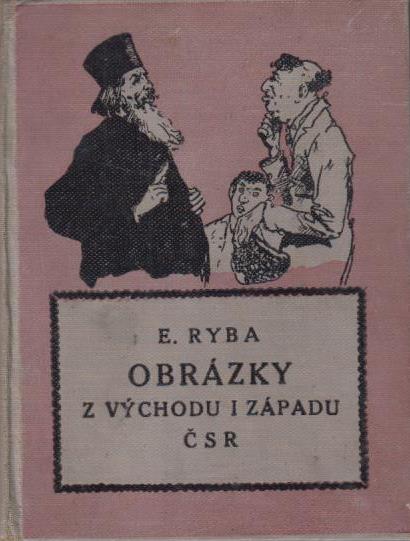 E. RYBA
OBRÁZKY
Z VÝCHODU I ZÁPADU
ČSR